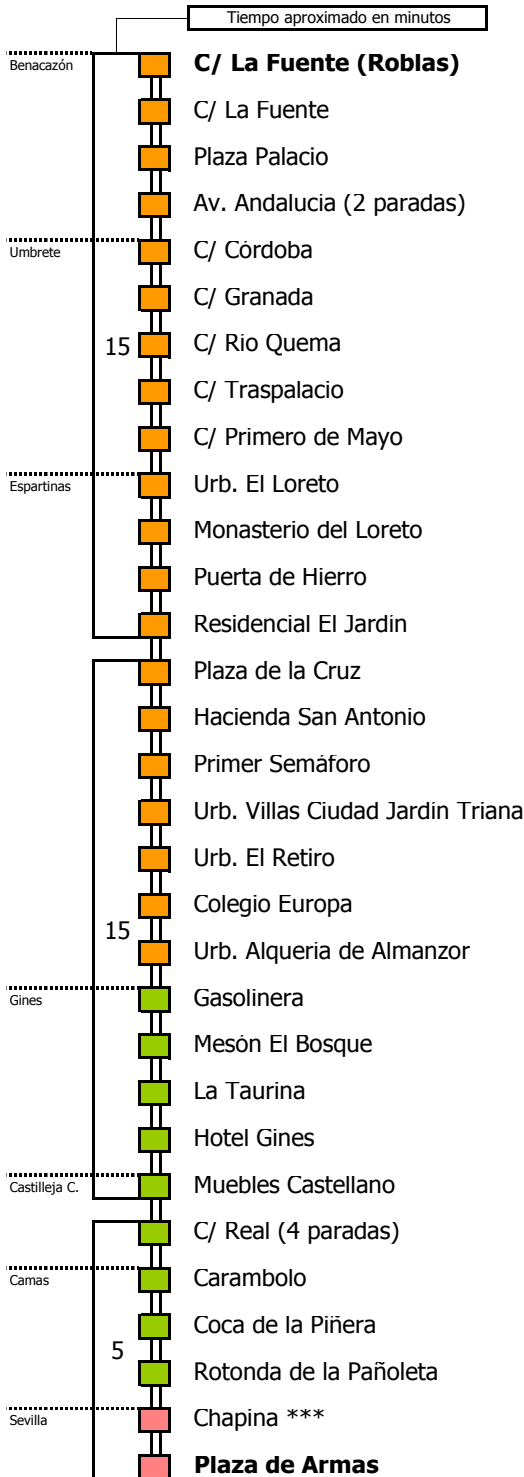 Tiempo aproximado en minutos
Benacazón
C/ La Fuente (Roblas)
C/ La Fuente
Plaza Palacio
Av. Andalucia (2 paradas)
Umbrete
C/ Córdoba
C/ Granada
15
C/ Rio Quema
C/ Traspalacio
C/ Primero de Mayo
Espartinas
Urb. El Loreto
Monasterio del Loreto
Puerta de Hierro
Residencial El Jardin
Plaza de la Cruz
Hacienda San Antonio
Primer Semáforo
Urb. Villas Ciudad Jardin Triana
Urb. El Retiro
Colegio Europa
15
Urb. Alqueria de Almanzor
Gines
Gasolinera
Mesón El Bosque
La Taurina
Hotel Gines
Castilleja C.
Muebles Castellano
C/ Real (4 paradas)
Camas
Carambolo
Coca de la Piñera
5
Rotonda de la Pañoleta
Sevilla
Chapina ***
Plaza de Armas